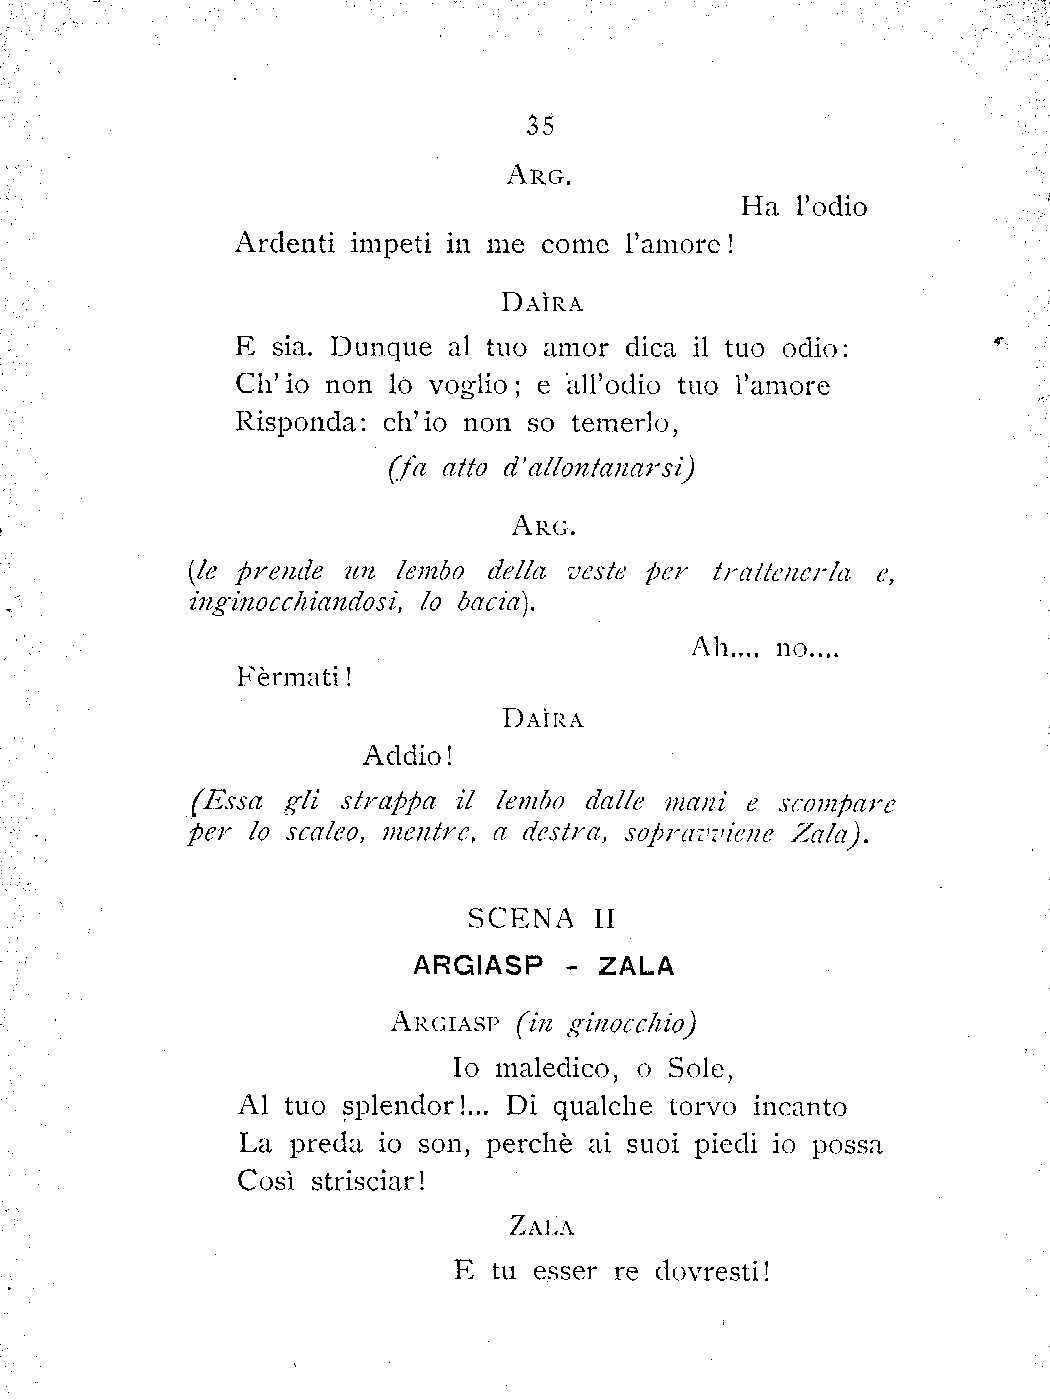 35
ARG.
Ha l'odio
Ardenti impeti in me come l'amore!
DAÌRA
E sia. Dunque al tuo amor dica il tuo odio:
Ch'io non lo voglio; e all'odio tuo l'amore
Risponda: ch'io non so temerlo,
(fa atto d'allontanarsi)
ARG.
(le prende un lembo della veste per trattenerla e,
inginocchiandosi, lo bacia).
Ah.... no....
Fèrmati!
DAÌRA
Addio!
(Essa gli strappa il lembo dalle mani e scompare
per lo scaleo, mentre, a destra, sopravviene Zala).
SCENA II
ARGIASP - ZALA
ARGIASP (in ginocchio)
Io maledico, o Sole,
Al tuo splendor!... Di qualche torvo incanto
La preda io son, perchè ai suoi piedi io possa
Così strisciar!
ZALA
E tu esser re dovresti!